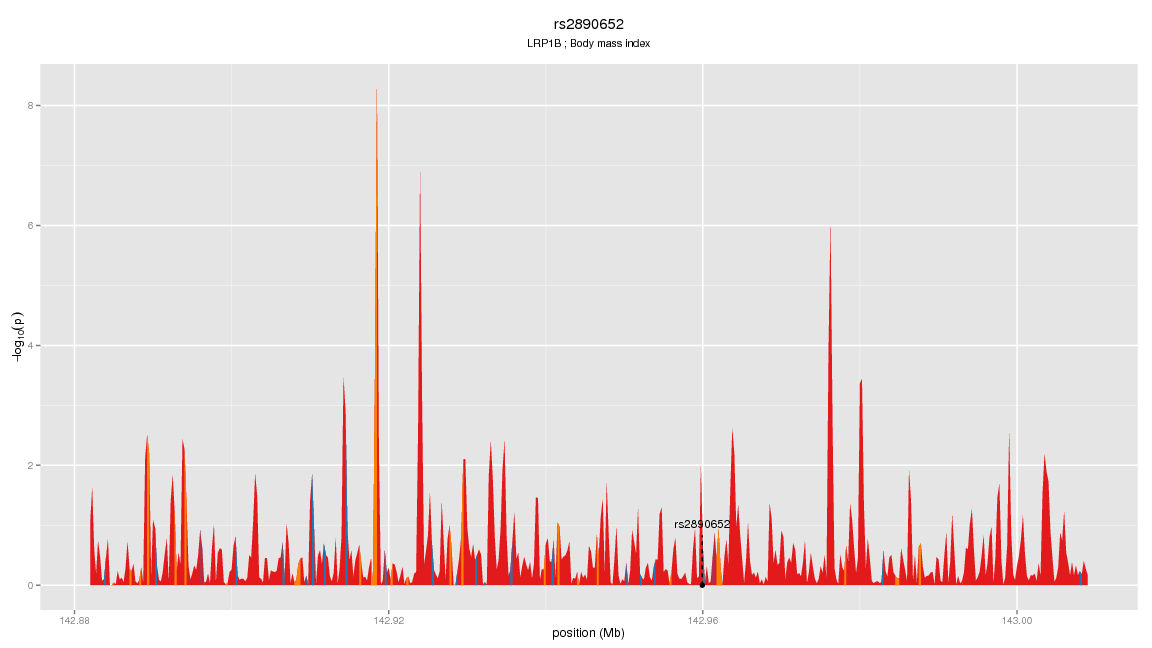 rs2890652
LRP1B ; Body mass index
−log10(p)
8
6
4
2
0
rs2890652
142.88
142.92
142.96
143.00
position (Mb)